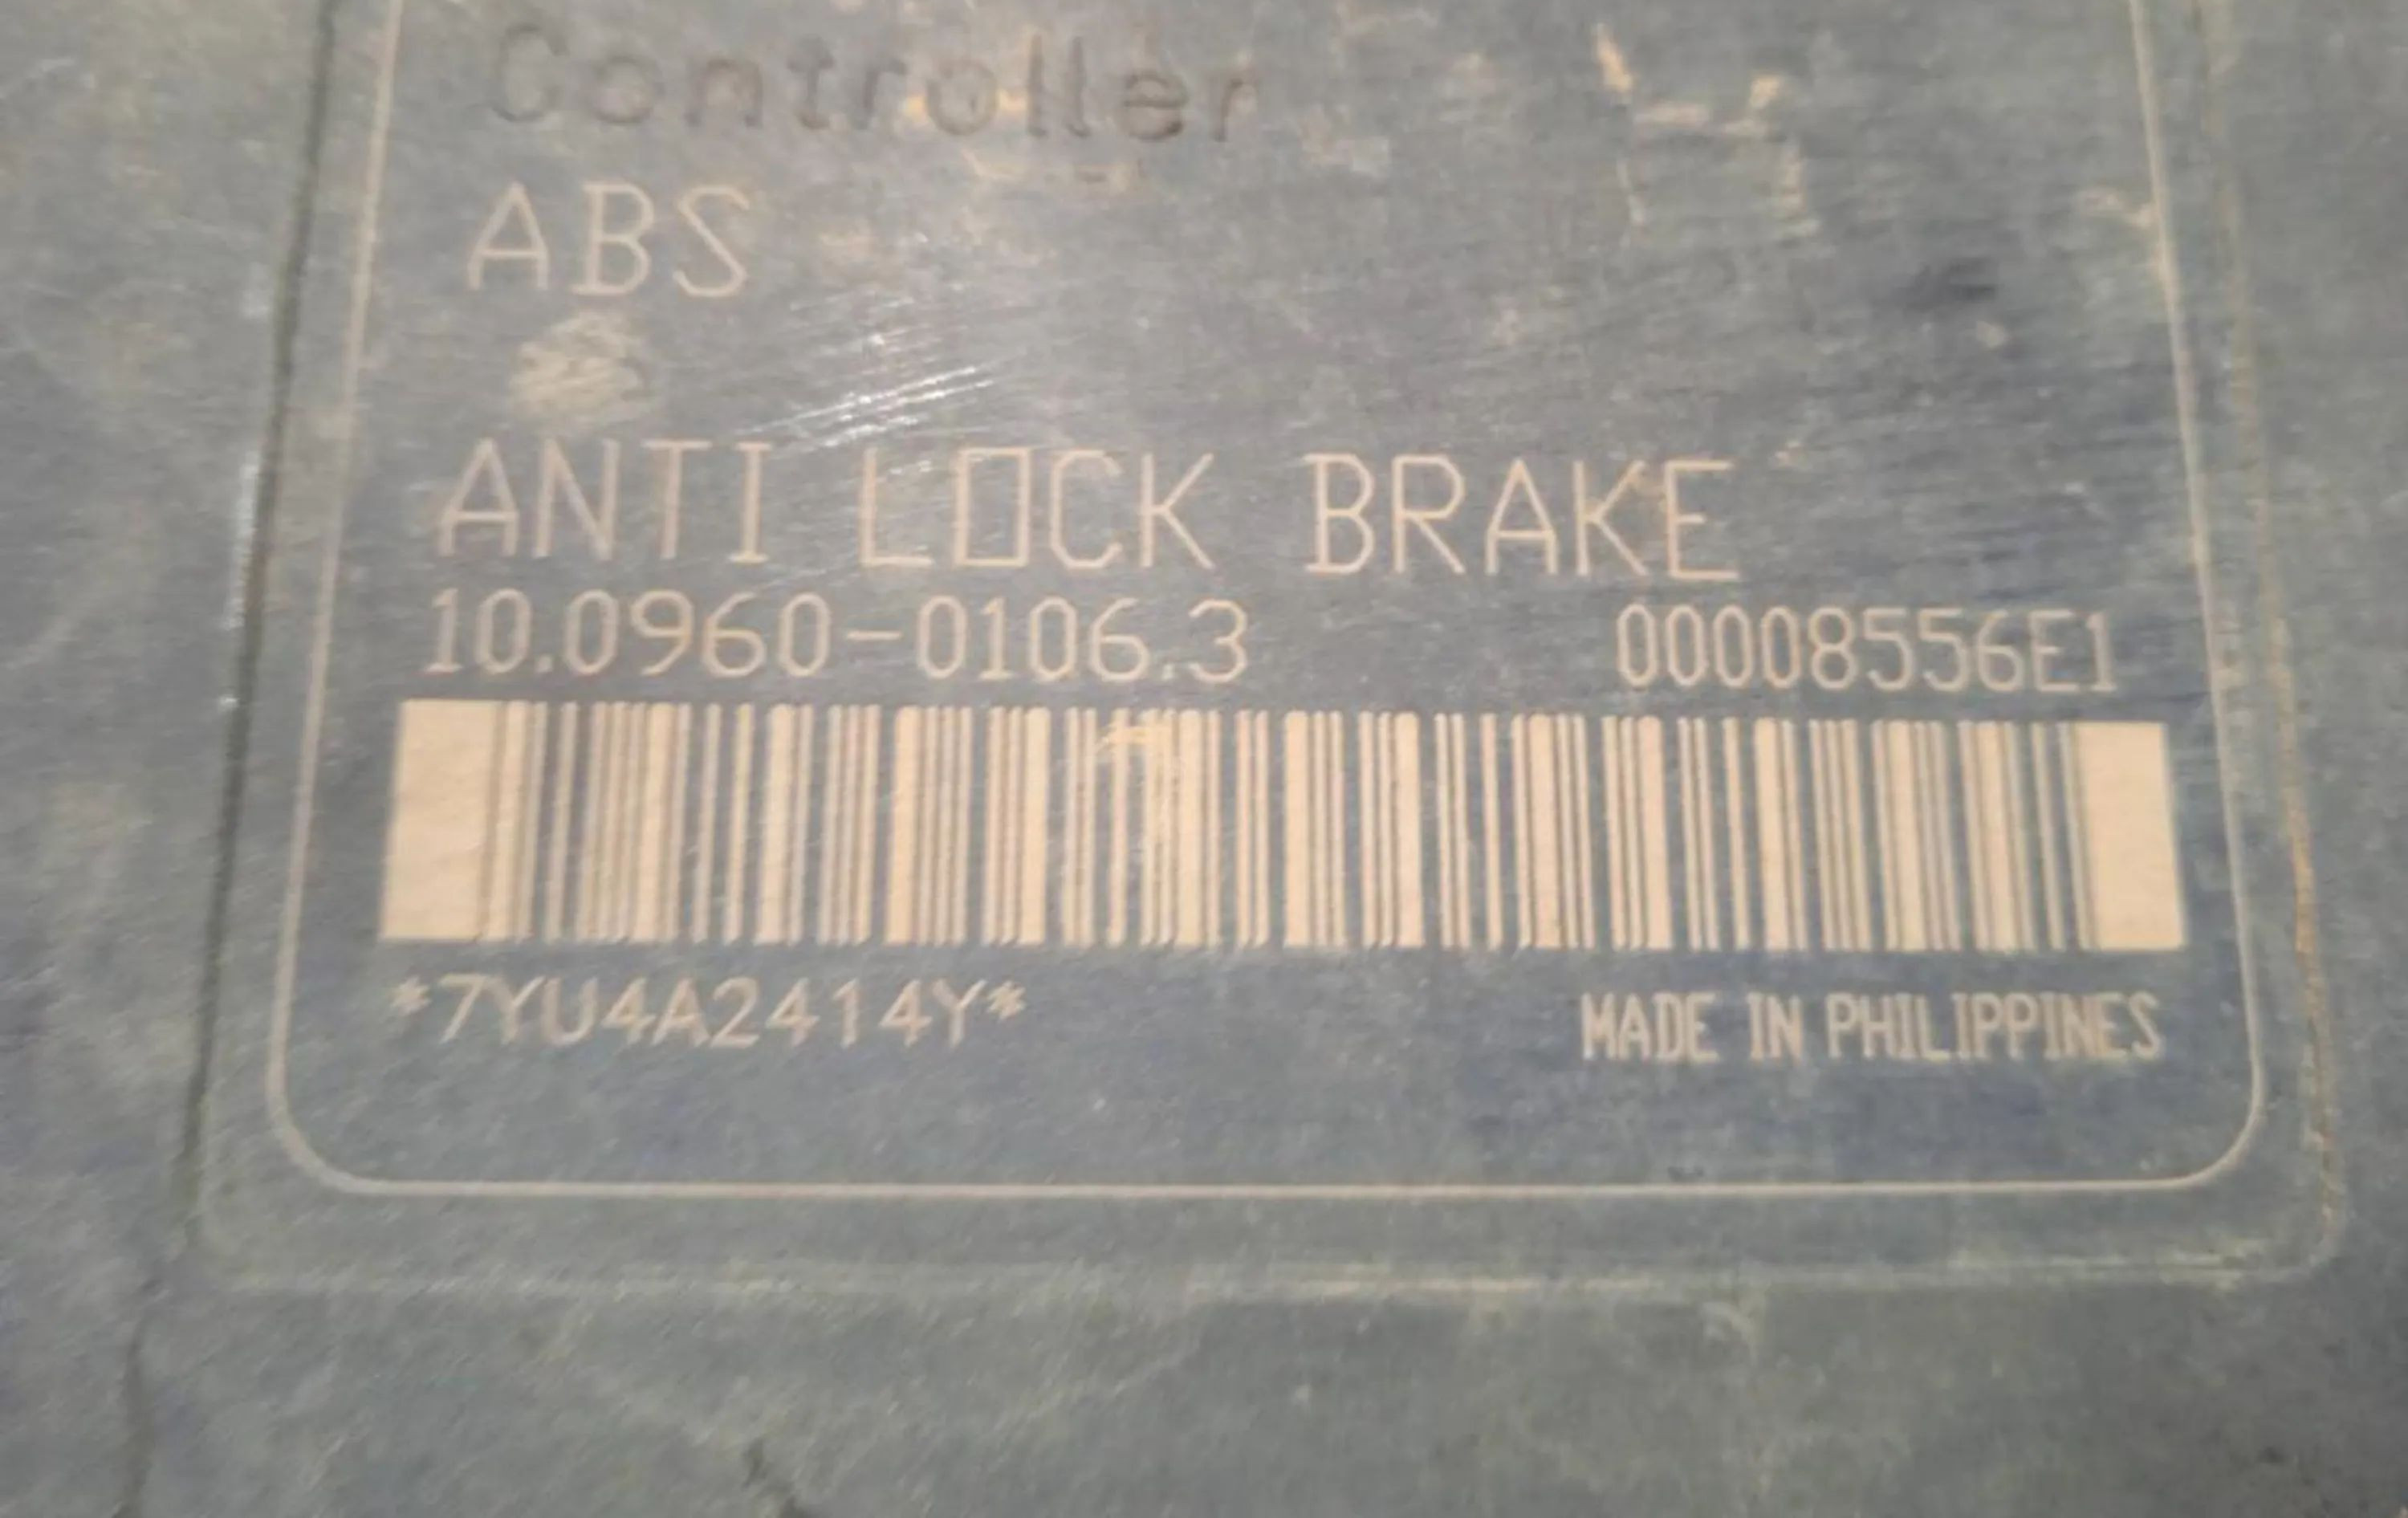 Controller
ABS
ANTI LOCK BRAKE
10.0960-0106.3 00008556E1
*7YU4A2414Y*
MADE IN PHILIPPINES